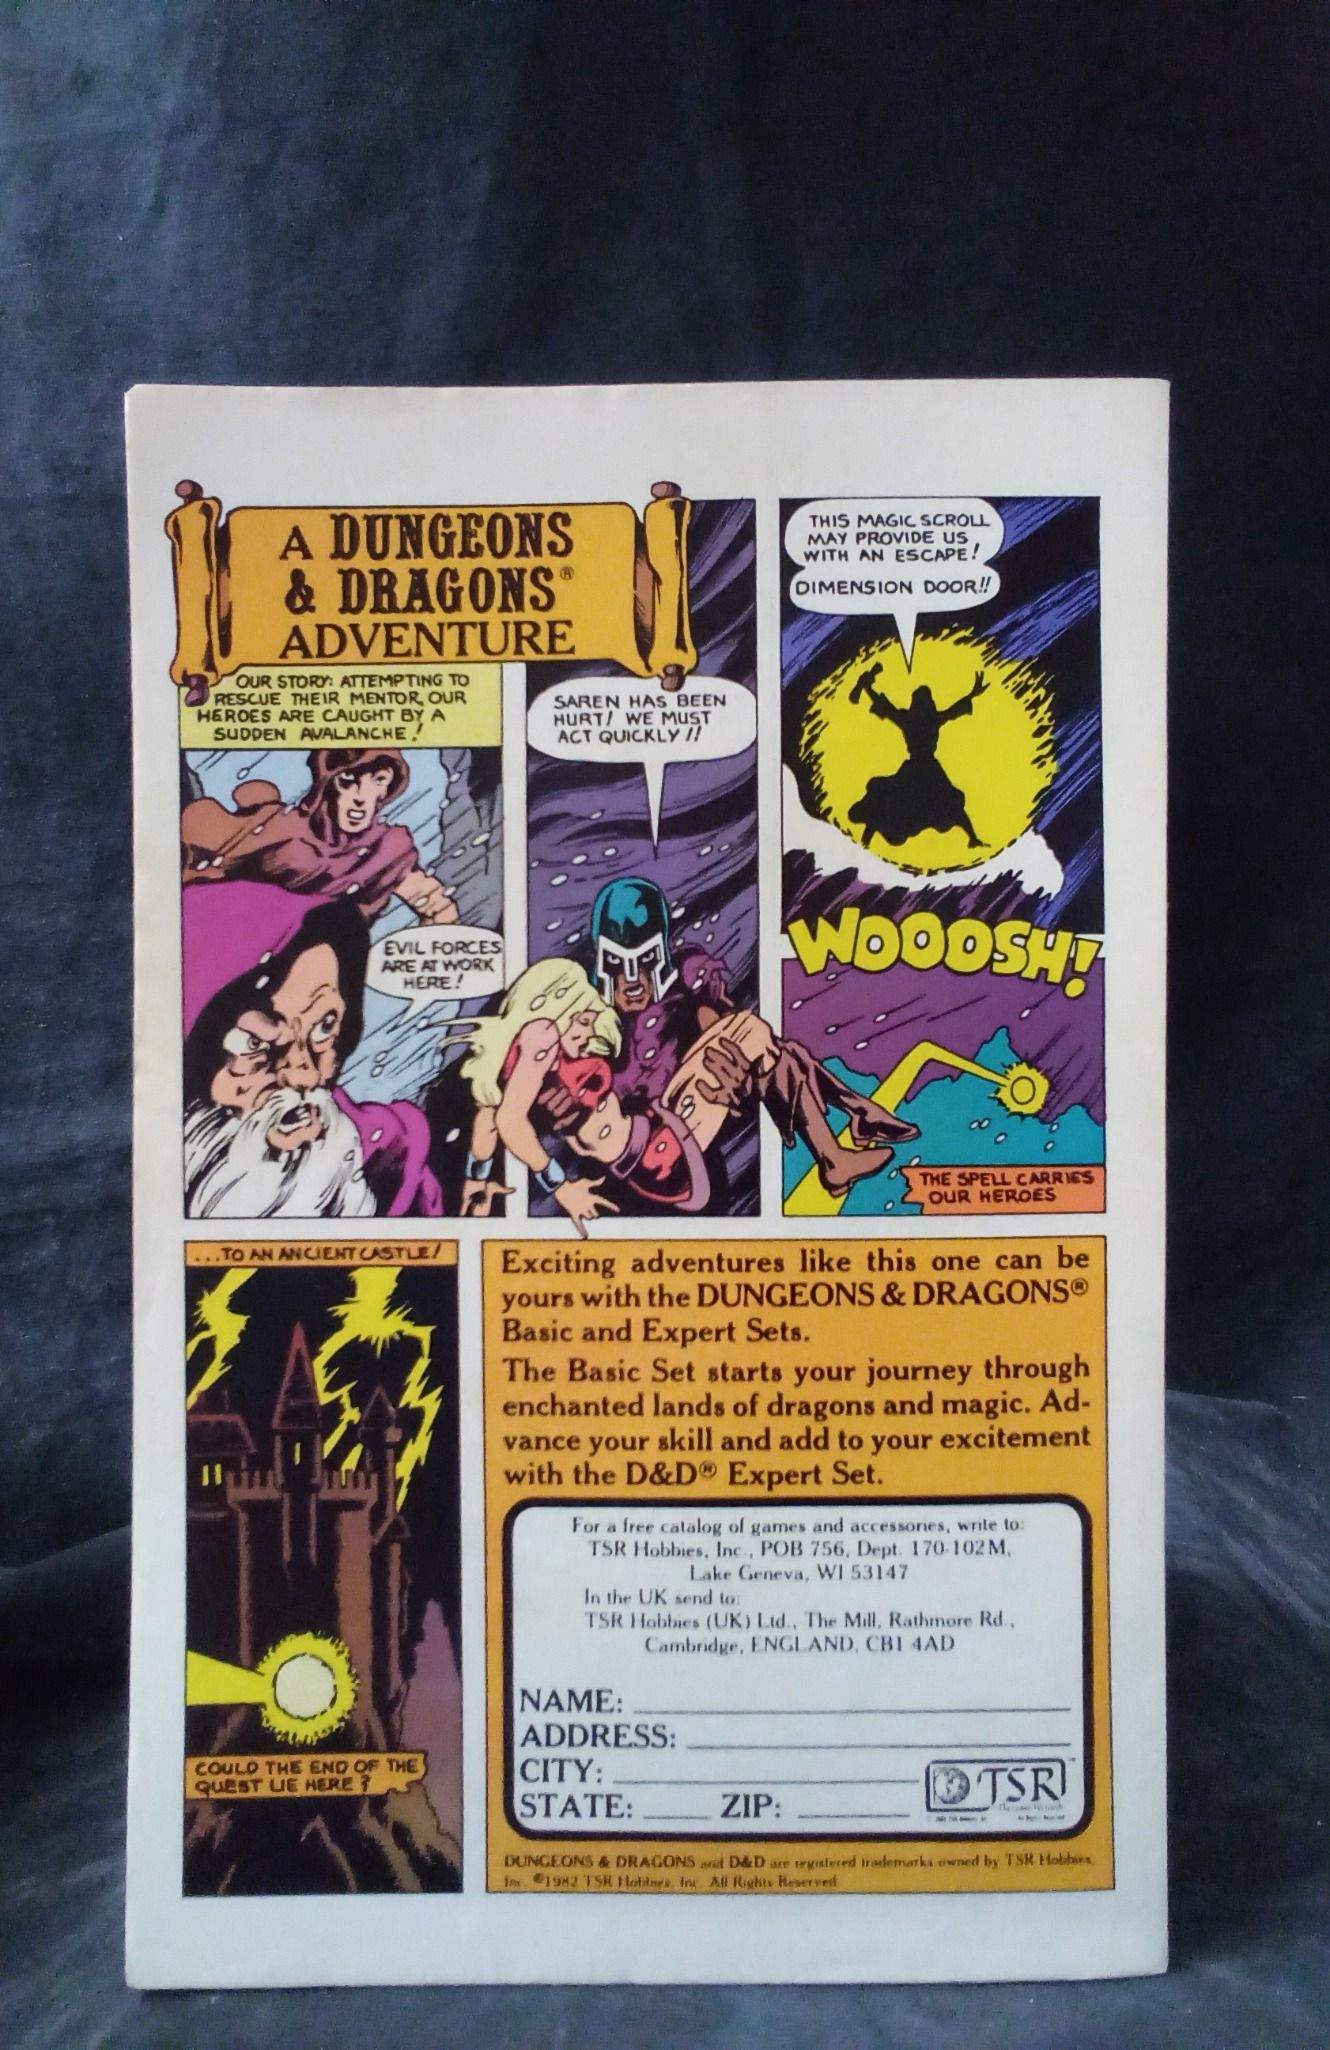 A DUNGEONS
& DRAGONS®
ADVENTURE
OUR STORY: ATTEMPTING TO
RESCUE THEIR MENTOR, OUR
HEROES ARE CAUGHT BY A
SUDDEN AVALANCHE!
EVIL FORCES
ARE AT WORK
HERE!
SAREN HAS BEEN
HURT! WE MUST
ACT QUICKLY!!
THIS MAGIC SCROLL
MAY PROVIDE US
WITH AN ESCAPE!
DIMENSION DOOR!!
WOOOSH!
THE SPELL CARRIES
OUR HEROES
...TO AN ANCIENT CASTLE!
COULD THE END OF THE
QUEST LIE HERE?
Exciting adventures like this one can be
yours with the DUNGEONS & DRAGONS®
Basic and Expert Sets.
The Basic Set starts your journey through
enchanted lands of dragons and magic. Ad-
vance your skill and add to your excitement
with the D&D® Expert Set.
For a free catalog of games and accessories, write to:
TSR Hobbies, Inc., POB 756, Dept. 170-102M,
Lake Geneva, WI 53147
In the UK send to:
TSR Hobbies (UK) Ltd., The Mill, Rathmore Rd.,
Cambridge, ENGLAND, CB1 4AD
NAME:
ADDRESS:
CITY:
STATE: ZIP:
TSR
DUNGEONS & DRAGONS and D&D are registered trademarks owned by TSR Hobbies,
Inc. ©1982 TSR Hobbies, Inc. All Rights Reserved